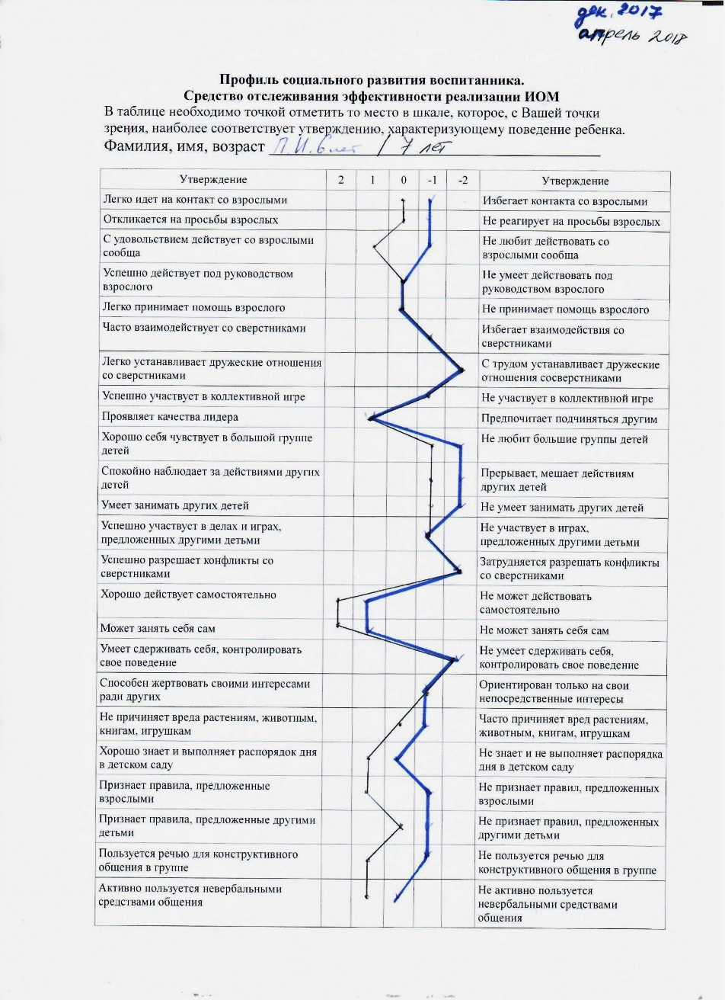 дек, 2017
апрель 2018
Профиль социального развития воспитанника.
Средство отслеживания эффективности реализации ИОМ
В таблице необходимо точкой отметить то место в шкале, которое, с Вашей точки
зрения, наиболее соответствует утверждению, характеризующему поведение ребенка.
Фамилия, имя, возраст П.И. 6 лет / 7 лет
Утверждение 2 1 0 -1 -2 Утверждение
Легко идет на контакт со взрослыми Избегает контакта со взрослыми
Откликается на просьбы взрослых Не реагирует на просьбы взрослых
С удовольствием действует со взрослыми Не любит действовать со
сообща взрослыми сообща
Успешно действует под руководством Не умеет действовать под
взрослого руководством взрослого
Легко принимает помощь взрослого Не принимает помощь взрослого
Часто взаимодействует со сверстниками Избегает взаимодействия со
сверстниками
Легко устанавливает дружеские отношения С трудом устанавливает дружеские
со сверстниками отношения сосверстниками
Успешно участвует в коллективной игре Не участвует в коллективной игре
Проявляет качества лидера Предпочитает подчиняться другим
Хорошо себя чувствует в большой группе Не любит большие группы детей
детей
Спокойно наблюдает за действиями других Прерывает, мешает действиям
детей других детей
Умеет занимать других детей Не умеет занимать других детей
Успешно участвует в делах и играх, Не участвует в играх,
предложенных другими детьми предложенных другими детьми
Успешно разрешает конфликты со Затрудняется разрешать конфликты
сверстниками со сверстниками
Хорошо действует самостоятельно Не может действовать
самостоятельно
Может занять себя сам Не может занять себя сам
Умеет сдерживать себя, контролировать Не умеет сдерживать себя,
свое поведение контролировать свое поведение
Способен жертвовать своими интересами Ориентирован только на свои
ради других непосредственные интересы
Не причиняет вреда растениям, животным, Часто причиняет вред растениям,
книгам, игрушкам животным, книгам, игрушкам
Хорошо знает и выполняет распорядок дня Не знает и не выполняет распорядка
в детском саду дня в детском саду
Признает правила, предложенные Не признает правил, предложенных
взрослыми взрослыми
Признает правила, предложенные другими Не признает правил, предложенных
детьми другими детьми
Пользуется речью для конструктивного Не пользуется речью для
общения в группе конструктивного общения в группе
Активно пользуется невербальными Не активно пользуется
средствами общения невербальными средствами
общения